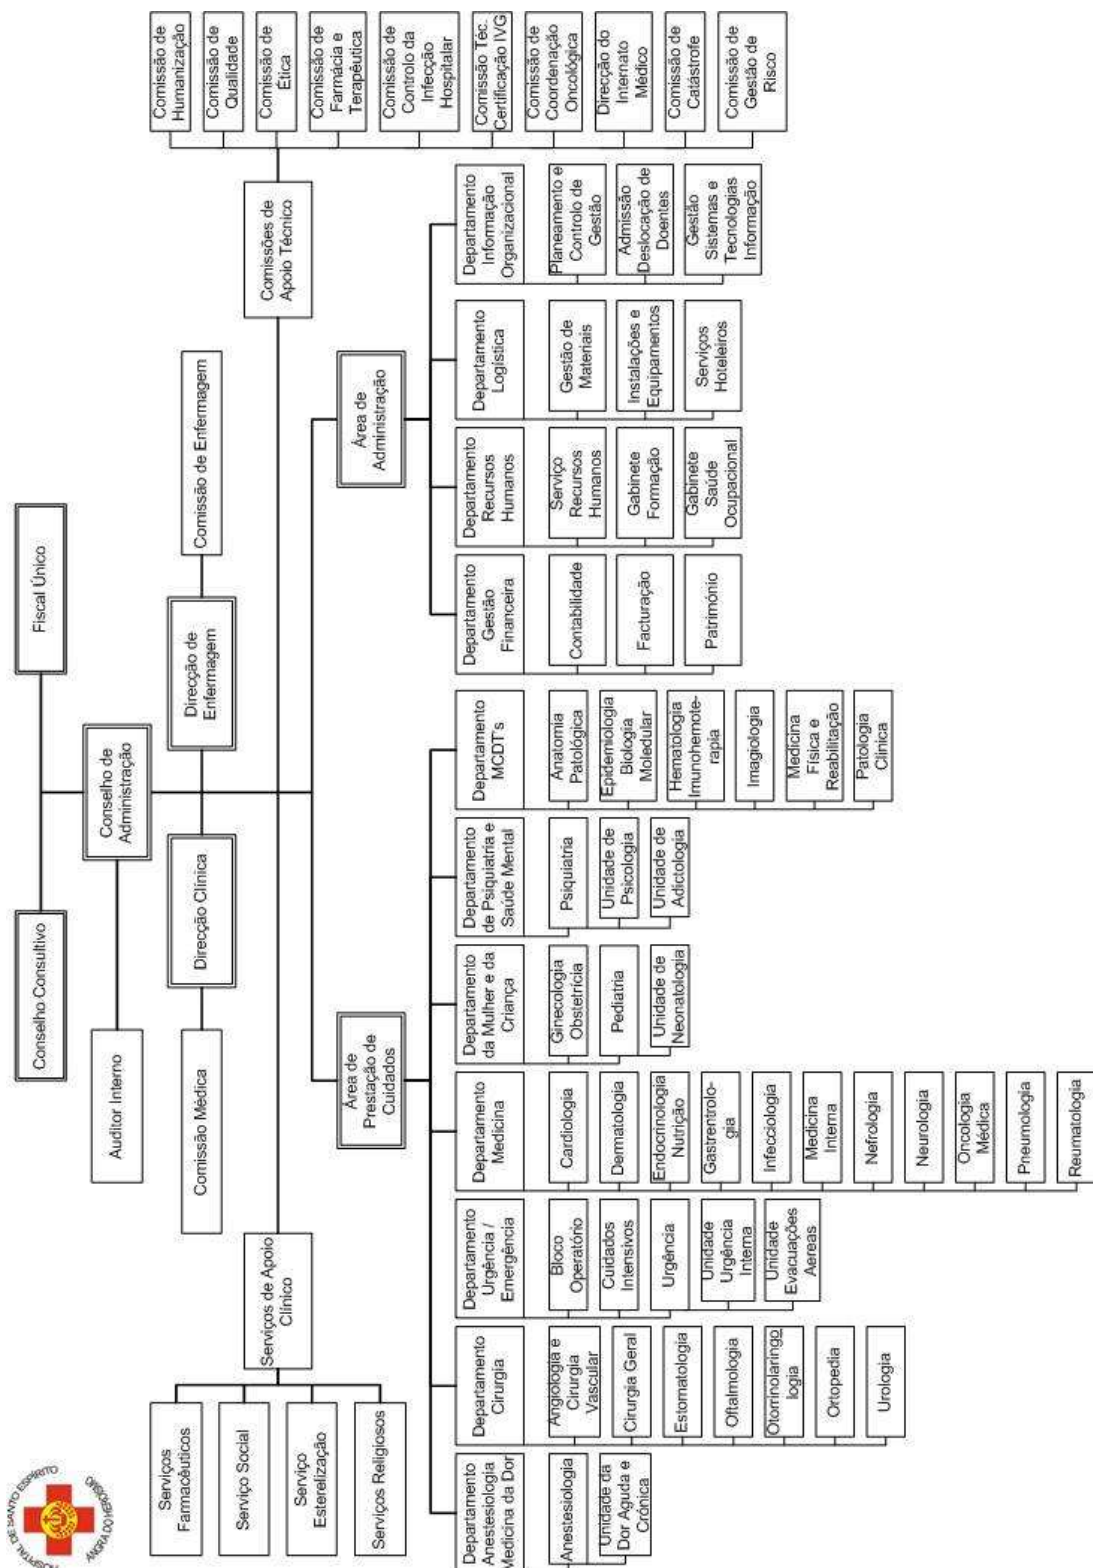 HOSPITAL DE SANTO ESPÍRITO
ANGRA DO HEROÍSMO
Conselho Consultivo
Fiscal Único
Conselho de
Administração
Auditor Interno
Direcção Clínica
Direcção de
Enfermagem
Comissão Médica
Comissão de Enfermagem
Serviços de Apoio
Clínico
Serviços
Farmacêuticos
Serviço Social
Serviço
Esterelização
Serviços Religiosos
Comissões de
Apoio Técnico
Comissão de
Humanização
Comissão de
Qualidade
Comissão de
Ética
Comissão de
Farmácia e
Terapêutica
Comissão de
Controlo da
Infecção
Hospitalar
Comissão Téc.
Certificação IVG
Comissão de
Coordenação
Oncológica
Direcção do
Internato
Médico
Comissão de
Catástrofe
Comissão de
Gestão de
Risco
Área de
Prestação de
Cuidados
Área de
Administração
Departamento
Anestesiologia
Medicina da Dor
Anestesiologia
Unidade da
Dor Aguda e
Crónica
Departamento
Cirurgia
Angiologia e
Cirurgia
Vascular
Cirurgia Geral
Estomatologia
Oftalmologia
Otorrinolaringo
logia
Ortopedia
Urologia
Departamento
Urgência /
Emergência
Bloco
Operatório
Cuidados
Intensivos
Urgência
Unidade
Urgência
Interna
Unidade
Evacuações
Aereas
Departamento
Medicina
Cardiologia
Dermatologia
Endocrinologia
Nutrição
Gastrentrolo-
gia
Infecciologia
Medicina
Interna
Nefrologia
Neurologia
Oncologia
Médica
Pneumologia
Reumatologia
Departamento
da Mulher e da
Criança
Ginecologia
Obstetrícia
Pediatria
Unidade de
Neonatologia
Departamento
de Psiquiatria e
Saúde Mental
Psiquiatria
Unidade de
Psicologia
Unidade de
Adictologia
Departamento
MCDT's
Anatomia
Patológica
Epidemiologia
Biologia
Moledular
Hematologia
Imunohemote-
rapia
Imagiologia
Medicina
Física e
Reabilitação
Patologia
Clinica
Departamento
Gestão
Financeira
Contabilidade
Facturação
Património
Departamento
Recursos
Humanos
Serviço
Recursos
Humanos
Gabinete
Formação
Gabinete
Saúde
Ocupacional
Departamento
Logística
Gestão de
Materiais
Instalações e
Equipamentos
Serviços
Hoteleiros
Departamento
Informação
Organizacional
Planeamento e
Controlo de
Gestão
Admissão
Deslocação de
Doentes
Gestão
Sistemas e
Tecnologias
Informação